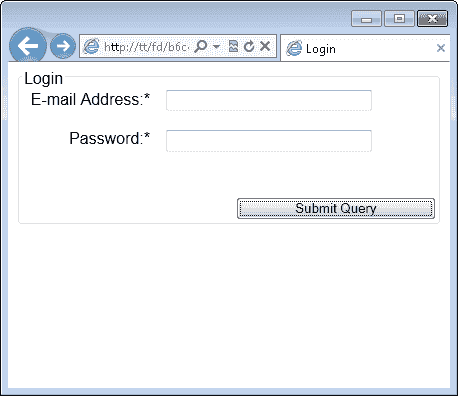 http://tt/fd/b6c
Login
Login
E-mail Address:*
Password:*
Submit Query